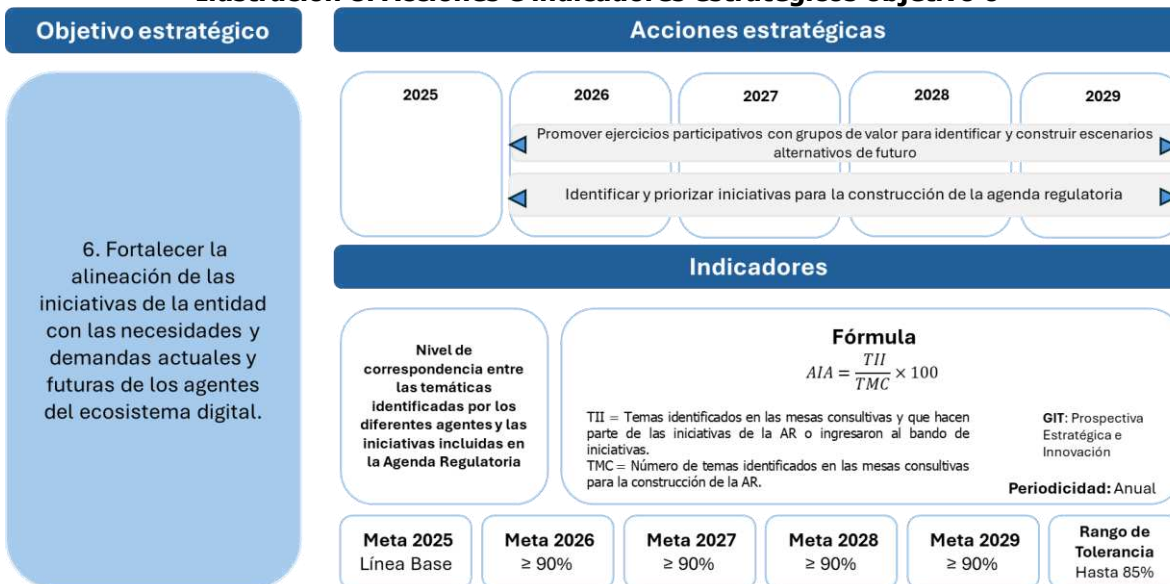 Ilustración 6. Acciones e indicadores estratégicos objetivo 6
Objetivo estratégico
Acciones estratégicas
6. Fortalecer la
alineación de las
iniciativas de la entidad
con las necesidades y
demandas actuales y
futuras de los agentes
del ecosistema digital.
2025
2026
2027
2028
2029
Promover ejercicios participativos con grupos de valor para identificar y construir escenarios
alternativos de futuro
Identificar y priorizar iniciativas para la construcción de la agenda regulatoria
Indicadores
Nivel de
correspondencia entre
las temáticas
identificadas por los
diferentes agentes y las
iniciativas incluidas en
la Agenda Regulatoria
Fórmula
AIA = TII / TMC × 100
TII = Temas identificados en las mesas consultivas y que hacen
parte de las iniciativas de la AR o ingresaron al bando de
iniciativas.
TMC = Número de temas identificados en las mesas consultivas
para la construcción de la AR.
GIT: Prospectiva
Estratégica e
Innovación
Periodicidad: Anual
Meta 2025
Línea Base
Meta 2026
≥ 90%
Meta 2027
≥ 90%
Meta 2028
≥ 90%
Meta 2029
≥ 90%
Rango de
Tolerancia
Hasta 85%